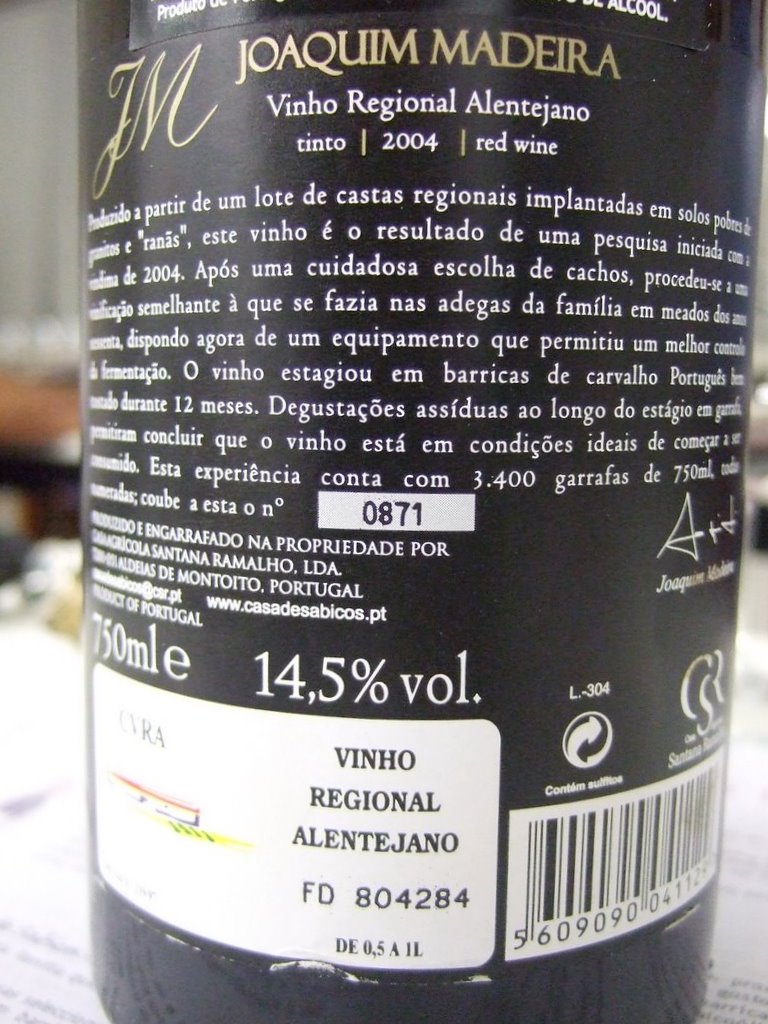 Produto de
DE ALCOOL.
JM
JOAQUIM MADEIRA
Vinho Regional Alentejano
tinto | 2004 | red wine
Produzido a partir de um lote de castas regionais implantadas em solos pobres de
granitos e "ranãs", este vinho é o resultado de uma pesquisa iniciada com a
vindima de 2004. Após uma cuidadosa escolha de cachos, procedeu-se a uma
vinificação semelhante à que se fazia nas adegas da família em meados dos anos
sessenta, dispondo agora de um equipamento que permitiu um melhor controlo
da fermentação. O vinho estagiou em barricas de carvalho Português bem
tostado durante 12 meses. Degustações assíduas ao longo do estágio em garrafa,
permitiram concluir que o vinho está em condições ideais de começar a ser
consumido. Esta experiência conta com 3.400 garrafas de 750ml, todas
numeradas; coube a esta o nº 0871
PRODUZIDO E ENGARRAFADO NA PROPRIEDADE POR
CASA AGRÍCOLA SANTANA RAMALHO, LDA.
ALDEIAS DE MONTOITO, PORTUGAL
casadesabicos@csr.pt www.casadesabicos.pt
PRODUCT OF PORTUGAL
Joaquim Madeira
750ml e 14,5% vol.
L.-304
CSR
Santana
Contém sulfitos
CVRA
VINHO
REGIONAL
ALENTEJANO
FD 804284
DE 0,5 A 1L
5 609090 04112